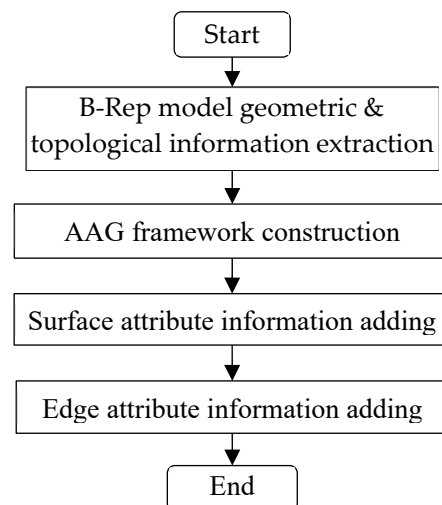 Start
B-Rep model geometric &
topological information extraction
AAG framework construction
Surface attribute information adding
Edge attribute information adding
End